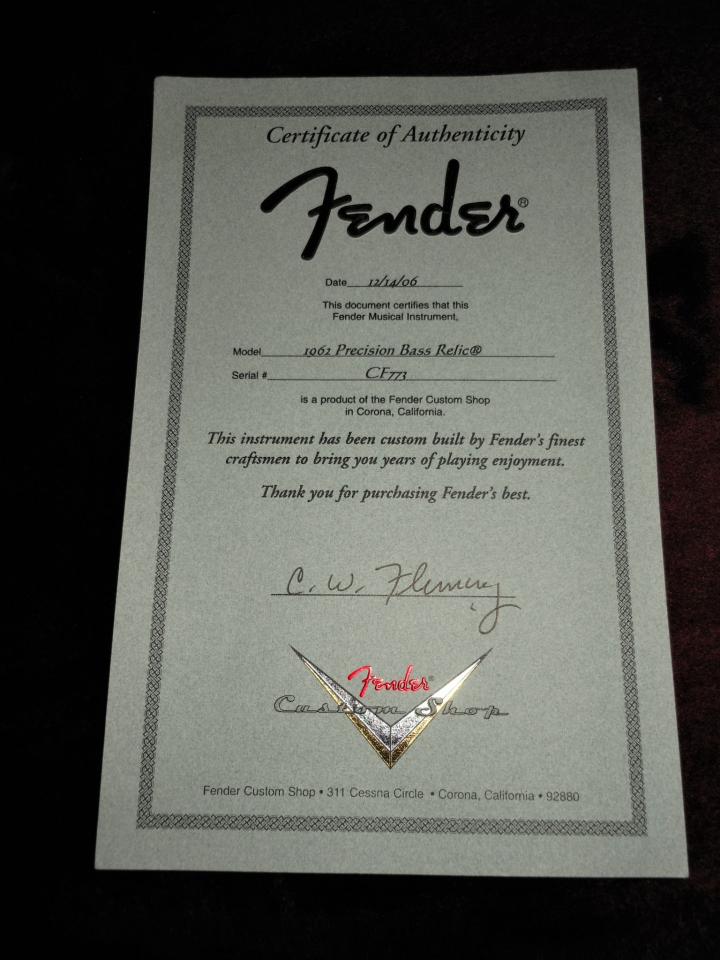 Certificate of Authenticity
Fender®
Date 12/14/06
This document certifies that this
Fender Musical Instrument,
Model 1962 Precision Bass Relic®
Serial # CF773
is a product of the Fender Custom Shop
in Corona, California.
This instrument has been custom built by Fender's finest
craftsmen to bring you years of playing enjoyment.
Thank you for purchasing Fender's best.
C. W. Fleming
Fender®
Custom Shop
Fender Custom Shop • 311 Cessna Circle • Corona, California • 92880